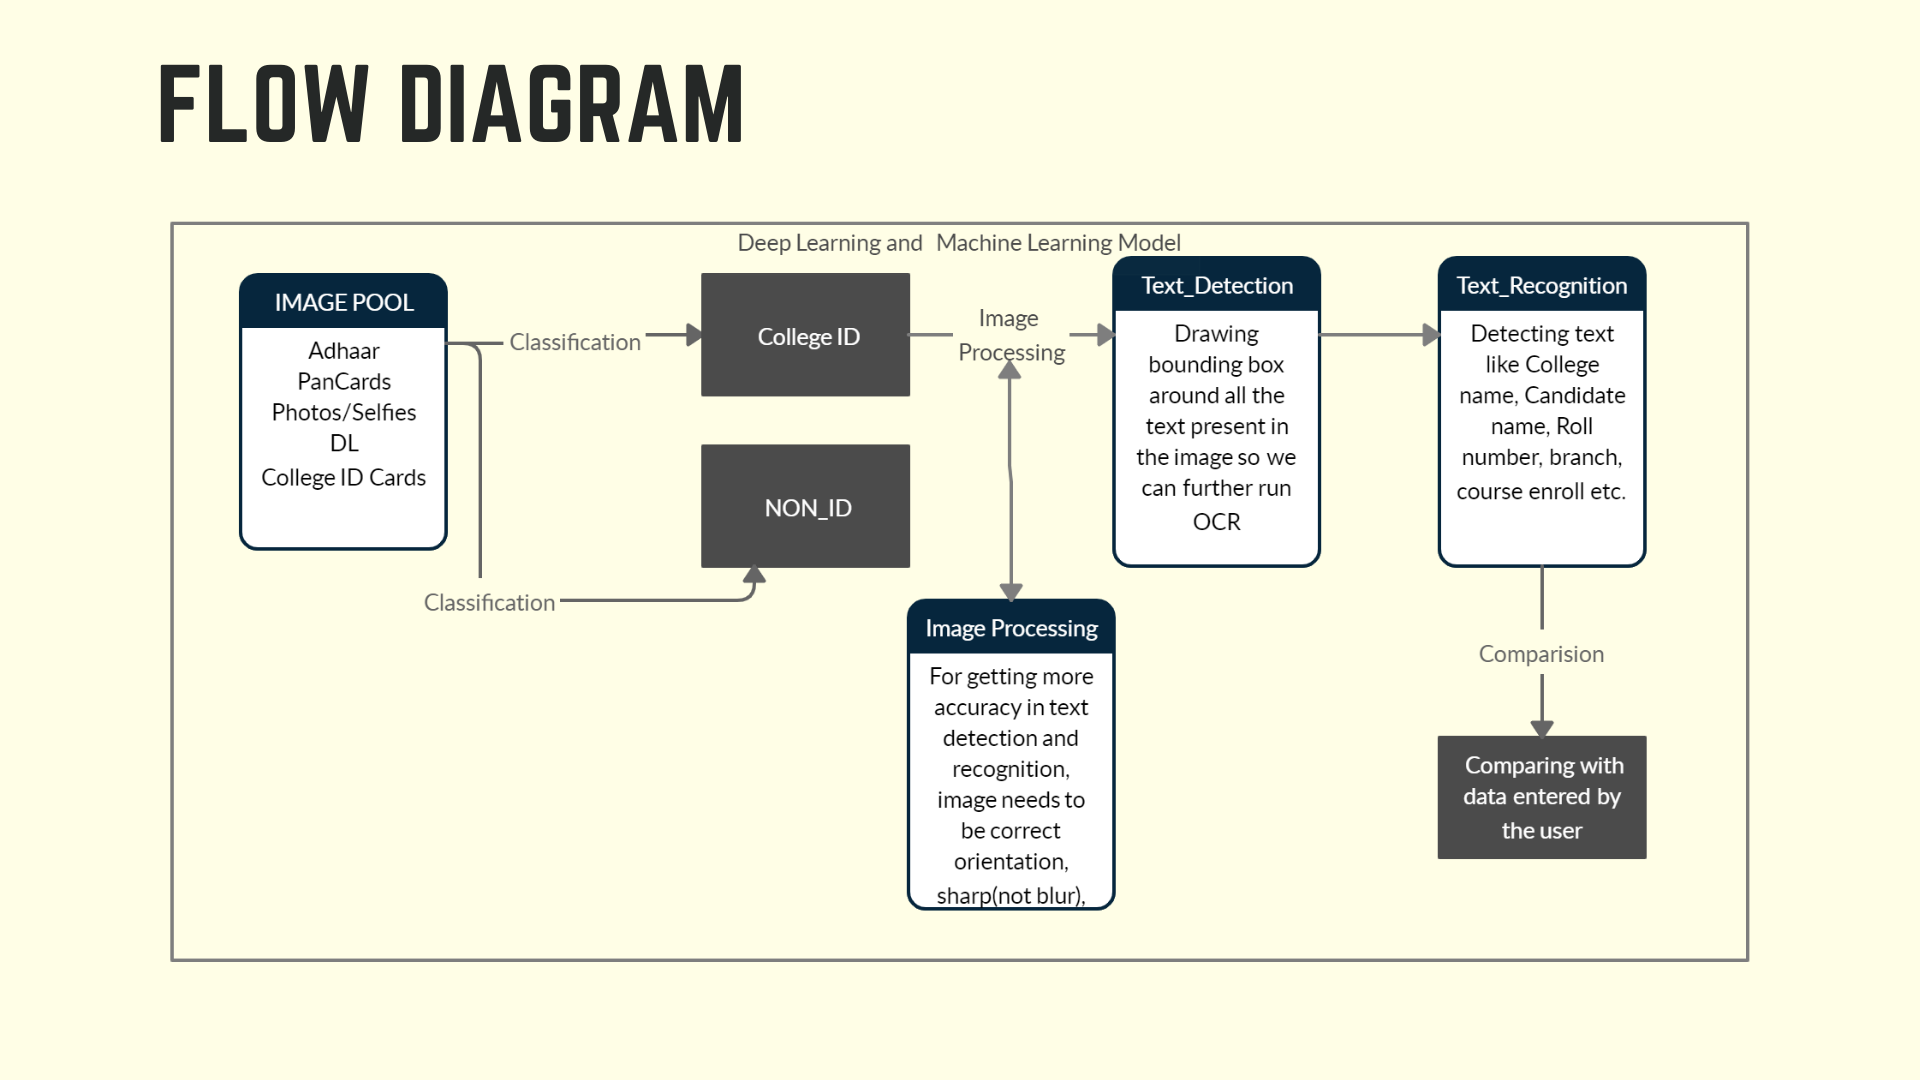 FLOW DIAGRAM
Deep Learning and Machine Learning Model
IMAGE POOL
Adhaar
PanCards
Photos/Selfies
DL
College ID Cards
Classification
College ID
Classification
NON_ID
Image
Processing
Image Processing
For getting more
accuracy in text
detection and
recognition,
image needs to
be correct
orientation,
sharp(not blur),
Text_Detection
Drawing
bounding box
around all the
text present in
the image so we
can further run
OCR
Text_Recognition
Detecting text
like College
name, Candidate
name, Roll
number, branch,
course enroll etc.
Comparision
Comparing with
data entered by
the user